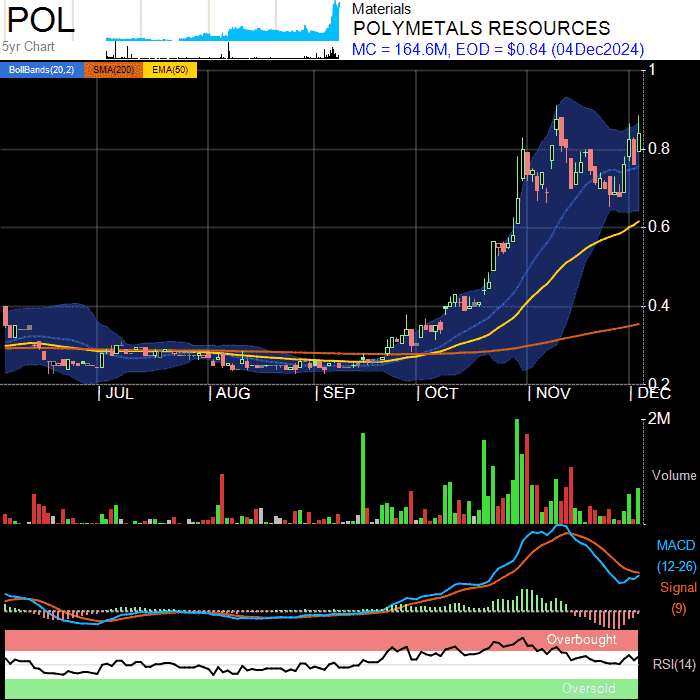 POL
5yr Chart
Materials
POLYMETALS RESOURCES
MC = 164.6M, EOD = $0.84 (04Dec2024)
BollBands(20,2) SMA(200) EMA(50)
1
0.8
0.6
0.4
0.2
JUL AUG SEP OCT NOV DEC
2M
Volume
MACD
(12-26)
Signal
(9)
Overbought
RSI(14)
Oversold